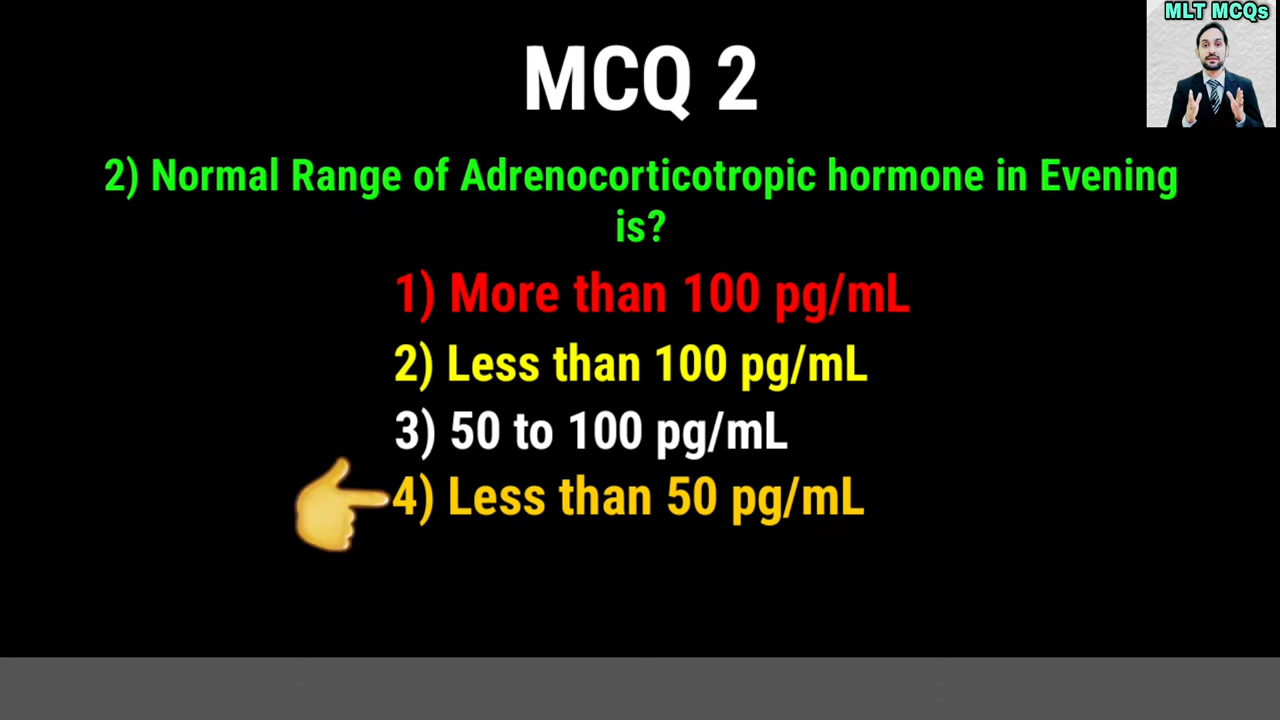 MLT MCQs
MCQ 2
2) Normal Range of Adrenocorticotropic hormone in Evening
is?
1) More than 100 pg/mL
2) Less than 100 pg/mL
3) 50 to 100 pg/mL
4) Less than 50 pg/mL